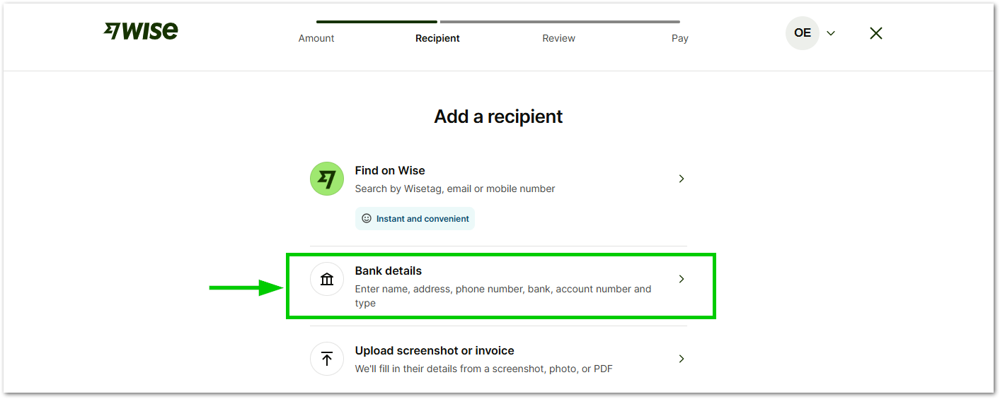 WISE
Amount
Recipient
Review
Pay
OE
Add a recipient
Find on Wise
Search by Wisetag, email or mobile number
Instant and convenient
Bank details
Enter name, address, phone number, bank, account number and
type
Upload screenshot or invoice
We'll fill in their details from a screenshot, photo, or PDF